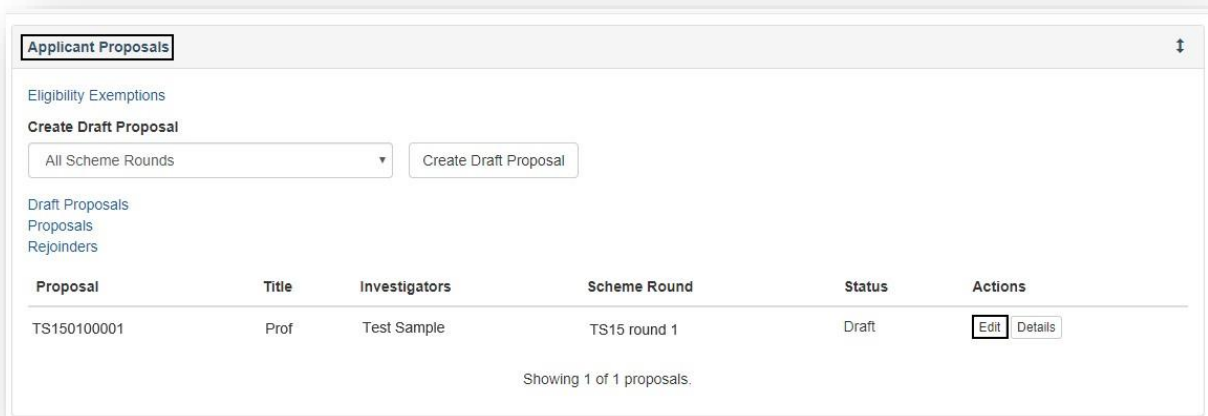 Applicant Proposals
Eligibility Exemptions
Create Draft Proposal
All Scheme Rounds Create Draft Proposal
Draft Proposals
Proposals
Rejoinders
Proposal Title Investigators Scheme Round Status Actions
TS150100001 Prof Test Sample TS15 round 1 Draft Edit Details
Showing 1 of 1 proposals.